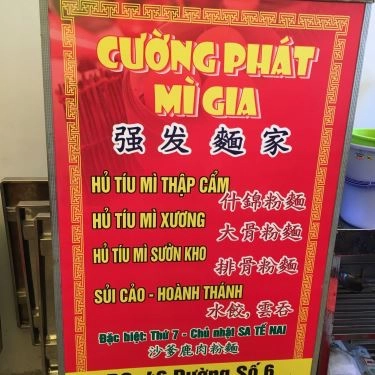 CƯỜNG PHÁT
MÌ GIA
强发麵家
HỦ TÍU MÌ THẬP CẨM
什錦粉麵
HỦ TÍU MÌ XƯƠNG
大骨粉麵
HỦ TÍU MÌ SƯỜN KHO
排骨粉麵
SỦI CẢO - HOÀNH THÁNH
水餃, 雲吞
Đặc biệt: Thứ 7 - Chủ nhật SA TẾ NAI
沙爹鹿肉粉麵
Đường Số 6